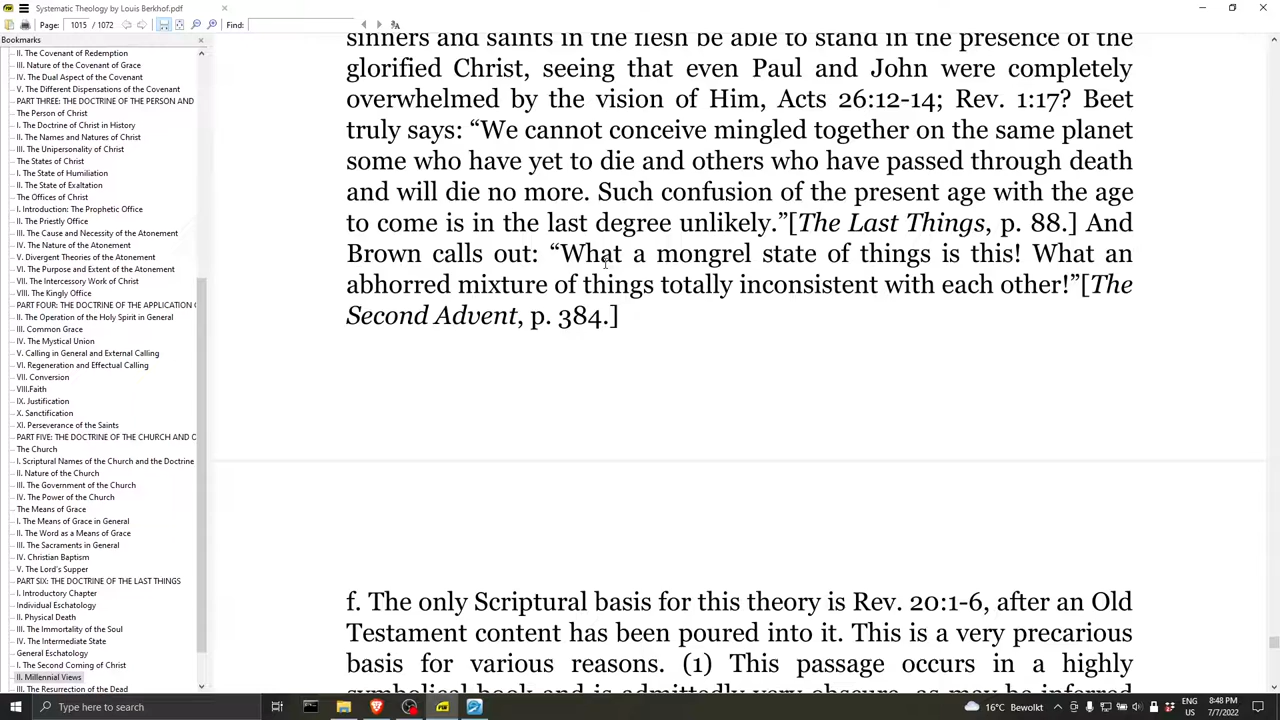 Systematic Theology by Louis Berkhof.pdf
Page: 1015 / 1072 Find:
Bookmarks
II. The Covenant of Redemption
III. Nature of the Covenant of Grace
IV. The Dual Aspect of the Covenant
V. The Different Dispensations of the Covenant
PART THREE: THE DOCTRINE OF THE PERSON AND
The Person of Christ
I. The Doctrine of Christ in History
II. The Names and Natures of Christ
III. The Unipersonality of Christ
The States of Christ
I. The State of Humiliation
II. The State of Exaltation
The Offices of Christ
I. Introduction: The Prophetic Office
II. The Priestly Office
III. The Cause and Necessity of the Atonement
IV. The Nature of the Atonement
V. Divergent Theories of the Atonement
VI. The Purpose and Extent of the Atonement
VII. The Intercessory Work of Christ
VIII. The Kingly Office
PART FOUR: THE DOCTRINE OF THE APPLICATION
II. The Operation of the Holy Spirit in General
III. Common Grace
IV. The Mystical Union
V. Calling in General and External Calling
VI. Regeneration and Effectual Calling
VII. Conversion
VIII.Faith
IX. Justification
X. Sanctification
XI. Perseverance of the Saints
PART FIVE: THE DOCTRINE OF THE CHURCH AND
The Church
I. Scriptural Names of the Church and the Doctrine
II. Nature of the Church
III. The Government of the Church
IV. The Power of the Church
The Means of Grace
I. The Means of Grace in General
II. The Word as a Means of Grace
III. The Sacraments in General
IV. Christian Baptism
V. The Lord's Supper
PART SIX: THE DOCTRINE OF THE LAST THINGS
I. Introductory Chapter
Individual Eschatology
II. Physical Death
III. The Immortality of the Soul
IV. The Intermediate State
General Eschatology
I. The Second Coming of Christ
II. Millennial Views
III. The Resurrection of the Dead
sinners and saints in the flesh be able to stand in the presence of the
glorified Christ, seeing that even Paul and John were completely
overwhelmed by the vision of Him, Acts 26:12-14; Rev. 1:17? Beet
truly says: “We cannot conceive mingled together on the same planet
some who have yet to die and others who have passed through death
and will die no more. Such confusion of the present age with the age
to come is in the last degree unlikely.”[The Last Things, p. 88.] And
Brown calls out: “What a mongrel state of things is this! What an
abhorred mixture of things totally inconsistent with each other!”[The
Second Advent, p. 384.]
f. The only Scriptural basis for this theory is Rev. 20:1-6, after an Old
Testament content has been poured into it. This is a very precarious
basis for various reasons. (1) This passage occurs in a highly
symbolical book and is admittedly very obscure, as may be inferred
Type here to search
16°C Bewolkt
ENG
US
8:48 PM
7/7/2022